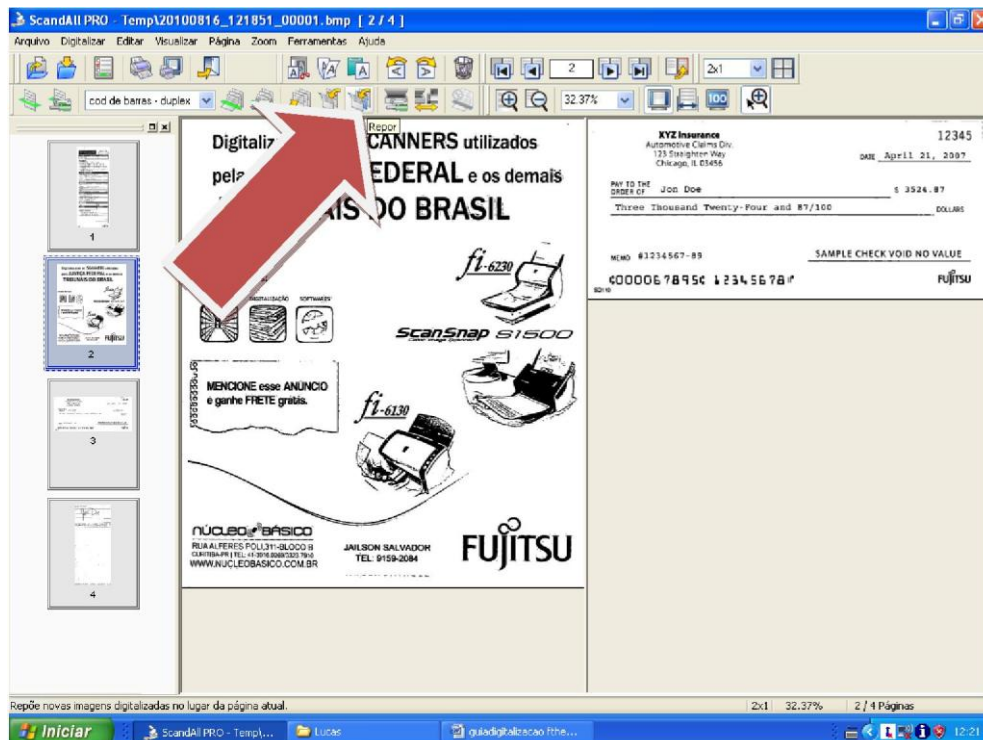 ScandAll PRO - Temp\20100816_121851_00001.bmp [ 2 / 4 ]
Arquivo Digitalizar Editar Visualizar Página Zoom Ferramentas Ajuda
2
2x1
cod de barras - duplex
32.37%
100
Repor
1
2
3
4
Digitaliz CANNERS utilizados
pela EDERAL e os demais
AIS DO BRASIL
fi-6230
SOFTWARES
ScanSnap S1500
MENCIONE esse ANÚNCIO
e ganhe FRETE grátis.
fi-6130
NÚCLEO BÁSICO
RUA ALFERES POLI,311-BLOCO B
WWW.NUCLEOBASICO.COM.BR
JAILSON SALVADOR
TEL: 9159-2084
FUJITSU
XYZ Insurance
Automotive Claims Div.
123 Straighten Way
Chicago, IL 03456
12345
DATE April 21, 2007
PAY TO THE
ORDER OF Jon Doe
$ 3524.87
Three Thousand Twenty-Four and 87/100
DOLLARS
MEMO #1234567-89
SAMPLE CHECK VOID NO VALUE
FUJITSU
Repõe novas imagens digitalizadas no lugar da página atual.
2x1 32.37% 2 / 4 Páginas
Iniciar
ScandAll PRO - Temp\...
Lucas
guiadigitalizacao fthe...
12:21